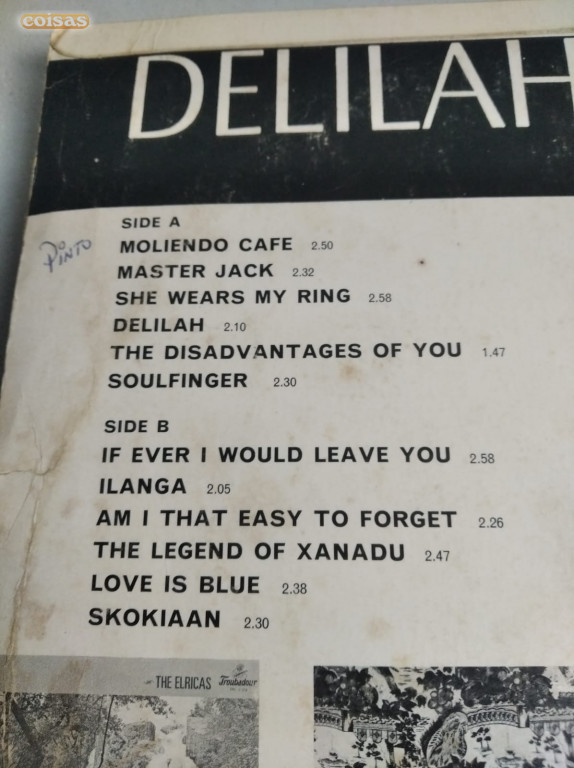 coisas
DELILAH
SIDE A
PINTO
MOLIENDO CAFE 2.50
MASTER JACK 2.32
SHE WEARS MY RING 2.58
DELILAH 2.10
THE DISADVANTAGES OF YOU 1.47
SOULFINGER 2.30
SIDE B
IF EVER I WOULD LEAVE YOU 2.58
ILANGA 2.05
AM I THAT EASY TO FORGET 2.26
THE LEGEND OF XANADU 2.47
LOVE IS BLUE 2.38
SKOKIAAN 2.30
THE ELRICAS Troubadour